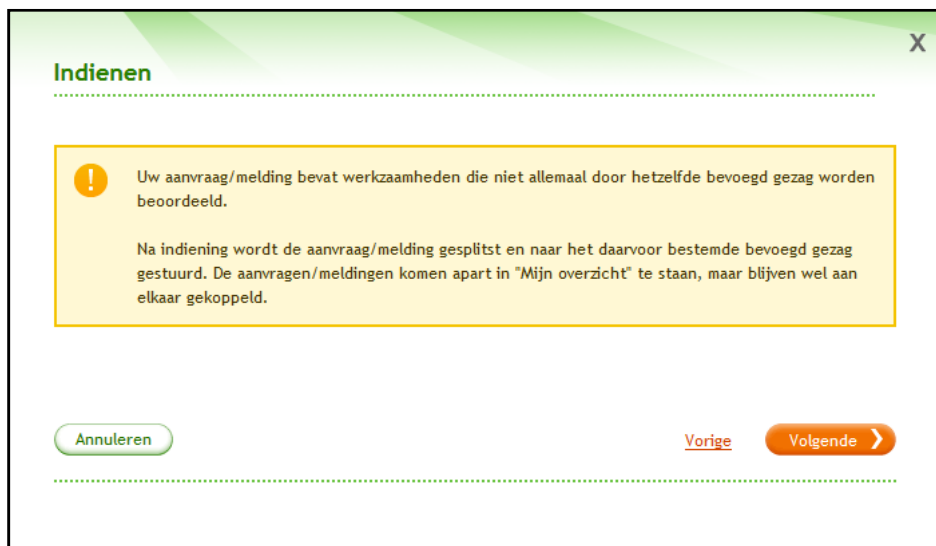 X
Indienen
!
Uw aanvraag/melding bevat werkzaamheden die niet allemaal door hetzelfde bevoegd gezag worden
beoordeeld.
Na indiening wordt de aanvraag/melding gesplitst en naar het daarvoor bestemde bevoegd gezag
gestuurd. De aanvragen/meldingen komen apart in "Mijn overzicht" te staan, maar blijven wel aan
elkaar gekoppeld.
Annuleren
Vorige
Volgende ❯